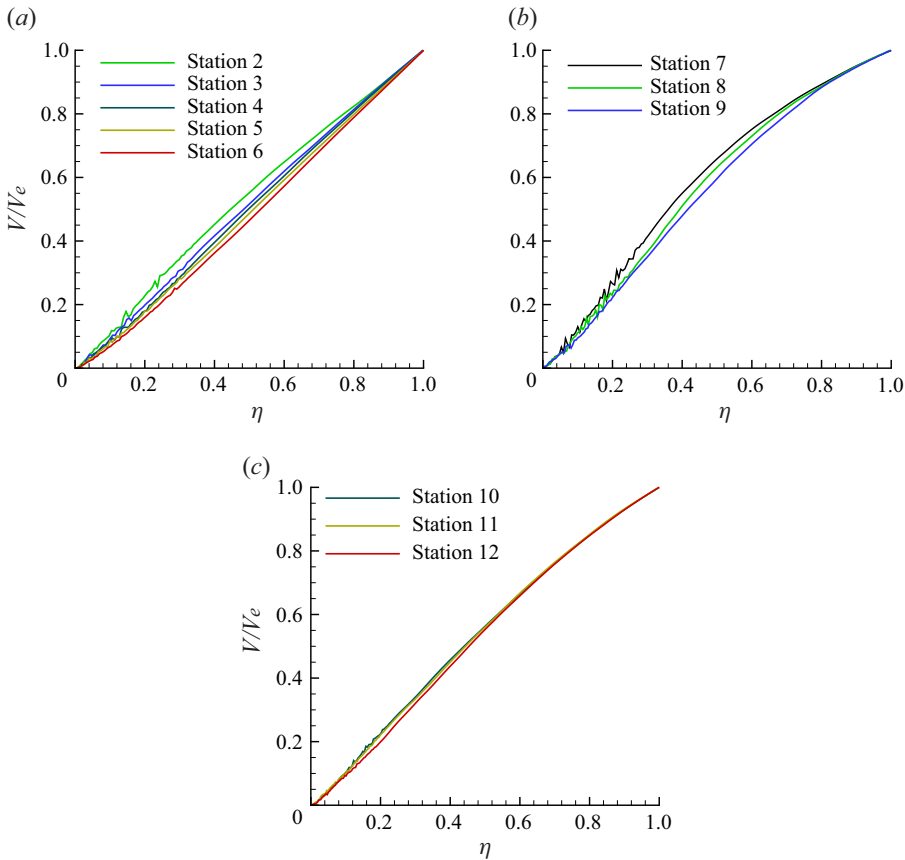 (a)
1.0
0.8
0.6
0.4
0.2
0
V/Ve
Station 2
Station 3
Station 4
Station 5
Station 6
0.2 0.4 0.6 0.8 1.0
η
(b)
1.0
0.8
0.6
0.4
0.2
0
Station 7
Station 8
Station 9
0.2 0.4 0.6 0.8 1.0
η
(c)
1.0
0.8
0.6
0.4
0.2
0
V/Ve
Station 10
Station 11
Station 12
0.2 0.4 0.6 0.8 1.0
η